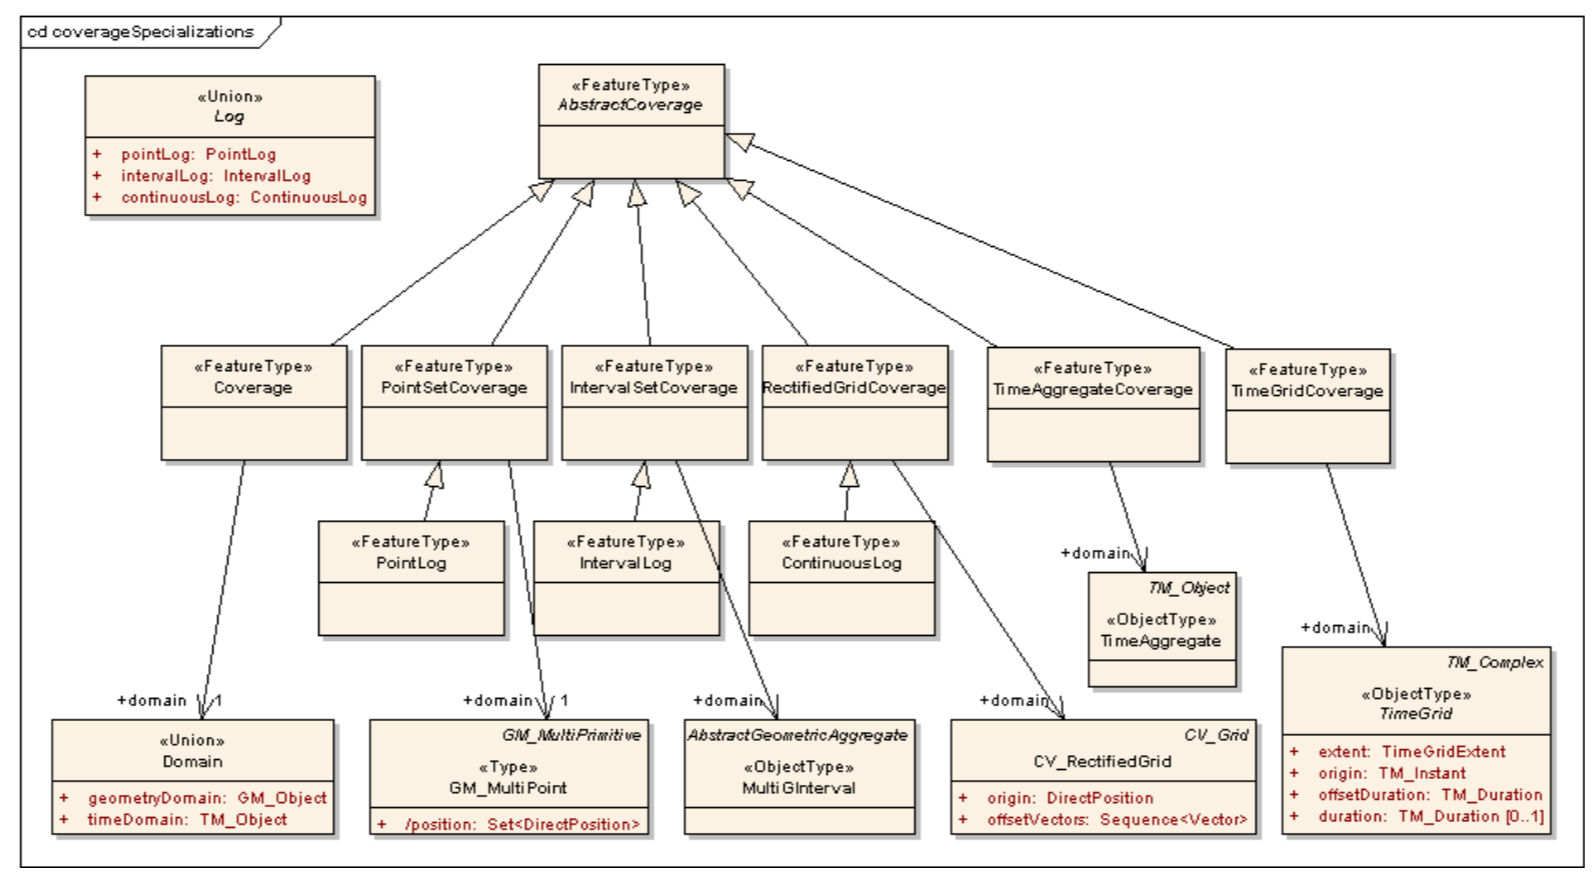 cd coverageSpecializations
«Union»
Log
+ pointLog: PointLog
+ intervalLog: IntervalLog
+ continuousLog: ContinuousLog
«FeatureType»
AbstractCoverage
«FeatureType»
Coverage
«FeatureType»
PointSetCoverage
«FeatureType»
IntervalSetCoverage
«FeatureType»
RectifiedGridCoverage
«FeatureType»
TimeAggregateCoverage
«FeatureType»
TimeGridCoverage
«FeatureType»
PointLog
«FeatureType»
IntervalLog
«FeatureType»
ContinuousLog
+domain
TM_Object
«ObjectType»
TimeAggregate
+domain
TM_Complex
«ObjectType»
TimeGrid
+ extent: TimeGridExtent
+ origin: TM_Instant
+ offsetDuration: TM_Duration
+ duration: TM_Duration [0..1]
+domain 1
«Union»
Domain
+ geometryDomain: GM_Object
+ timeDomain: TM_Object
+domain 1
GM_MultiPrimitive
«Type»
GM_MultiPoint
+ /position: Set<DirectPosition>
+domain
AbstractGeometricAggregate
«ObjectType»
MultiGInterval
+domain
CV_Grid
CV_RectifiedGrid
+ origin: DirectPosition
+ offsetVectors: Sequence<Vector>